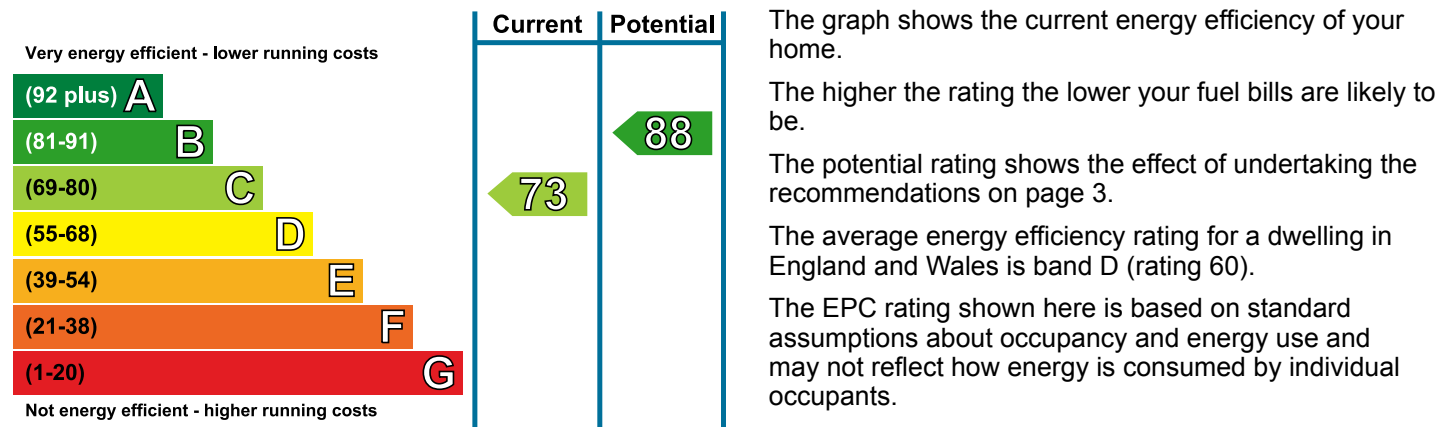 Current Potential
Very energy efficient - lower running costs
(92 plus) A
(81-91) B
88
(69-80) C
73
(55-68) D
(39-54) E
(21-38) F
(1-20) G
Not energy efficient - higher running costs
The graph shows the current energy efficiency of your
home.
The higher the rating the lower your fuel bills are likely to
be.
The potential rating shows the effect of undertaking the
recommendations on page 3.
The average energy efficiency rating for a dwelling in
England and Wales is band D (rating 60).
The EPC rating shown here is based on standard
assumptions about occupancy and energy use and
may not reflect how energy is consumed by individual
occupants.